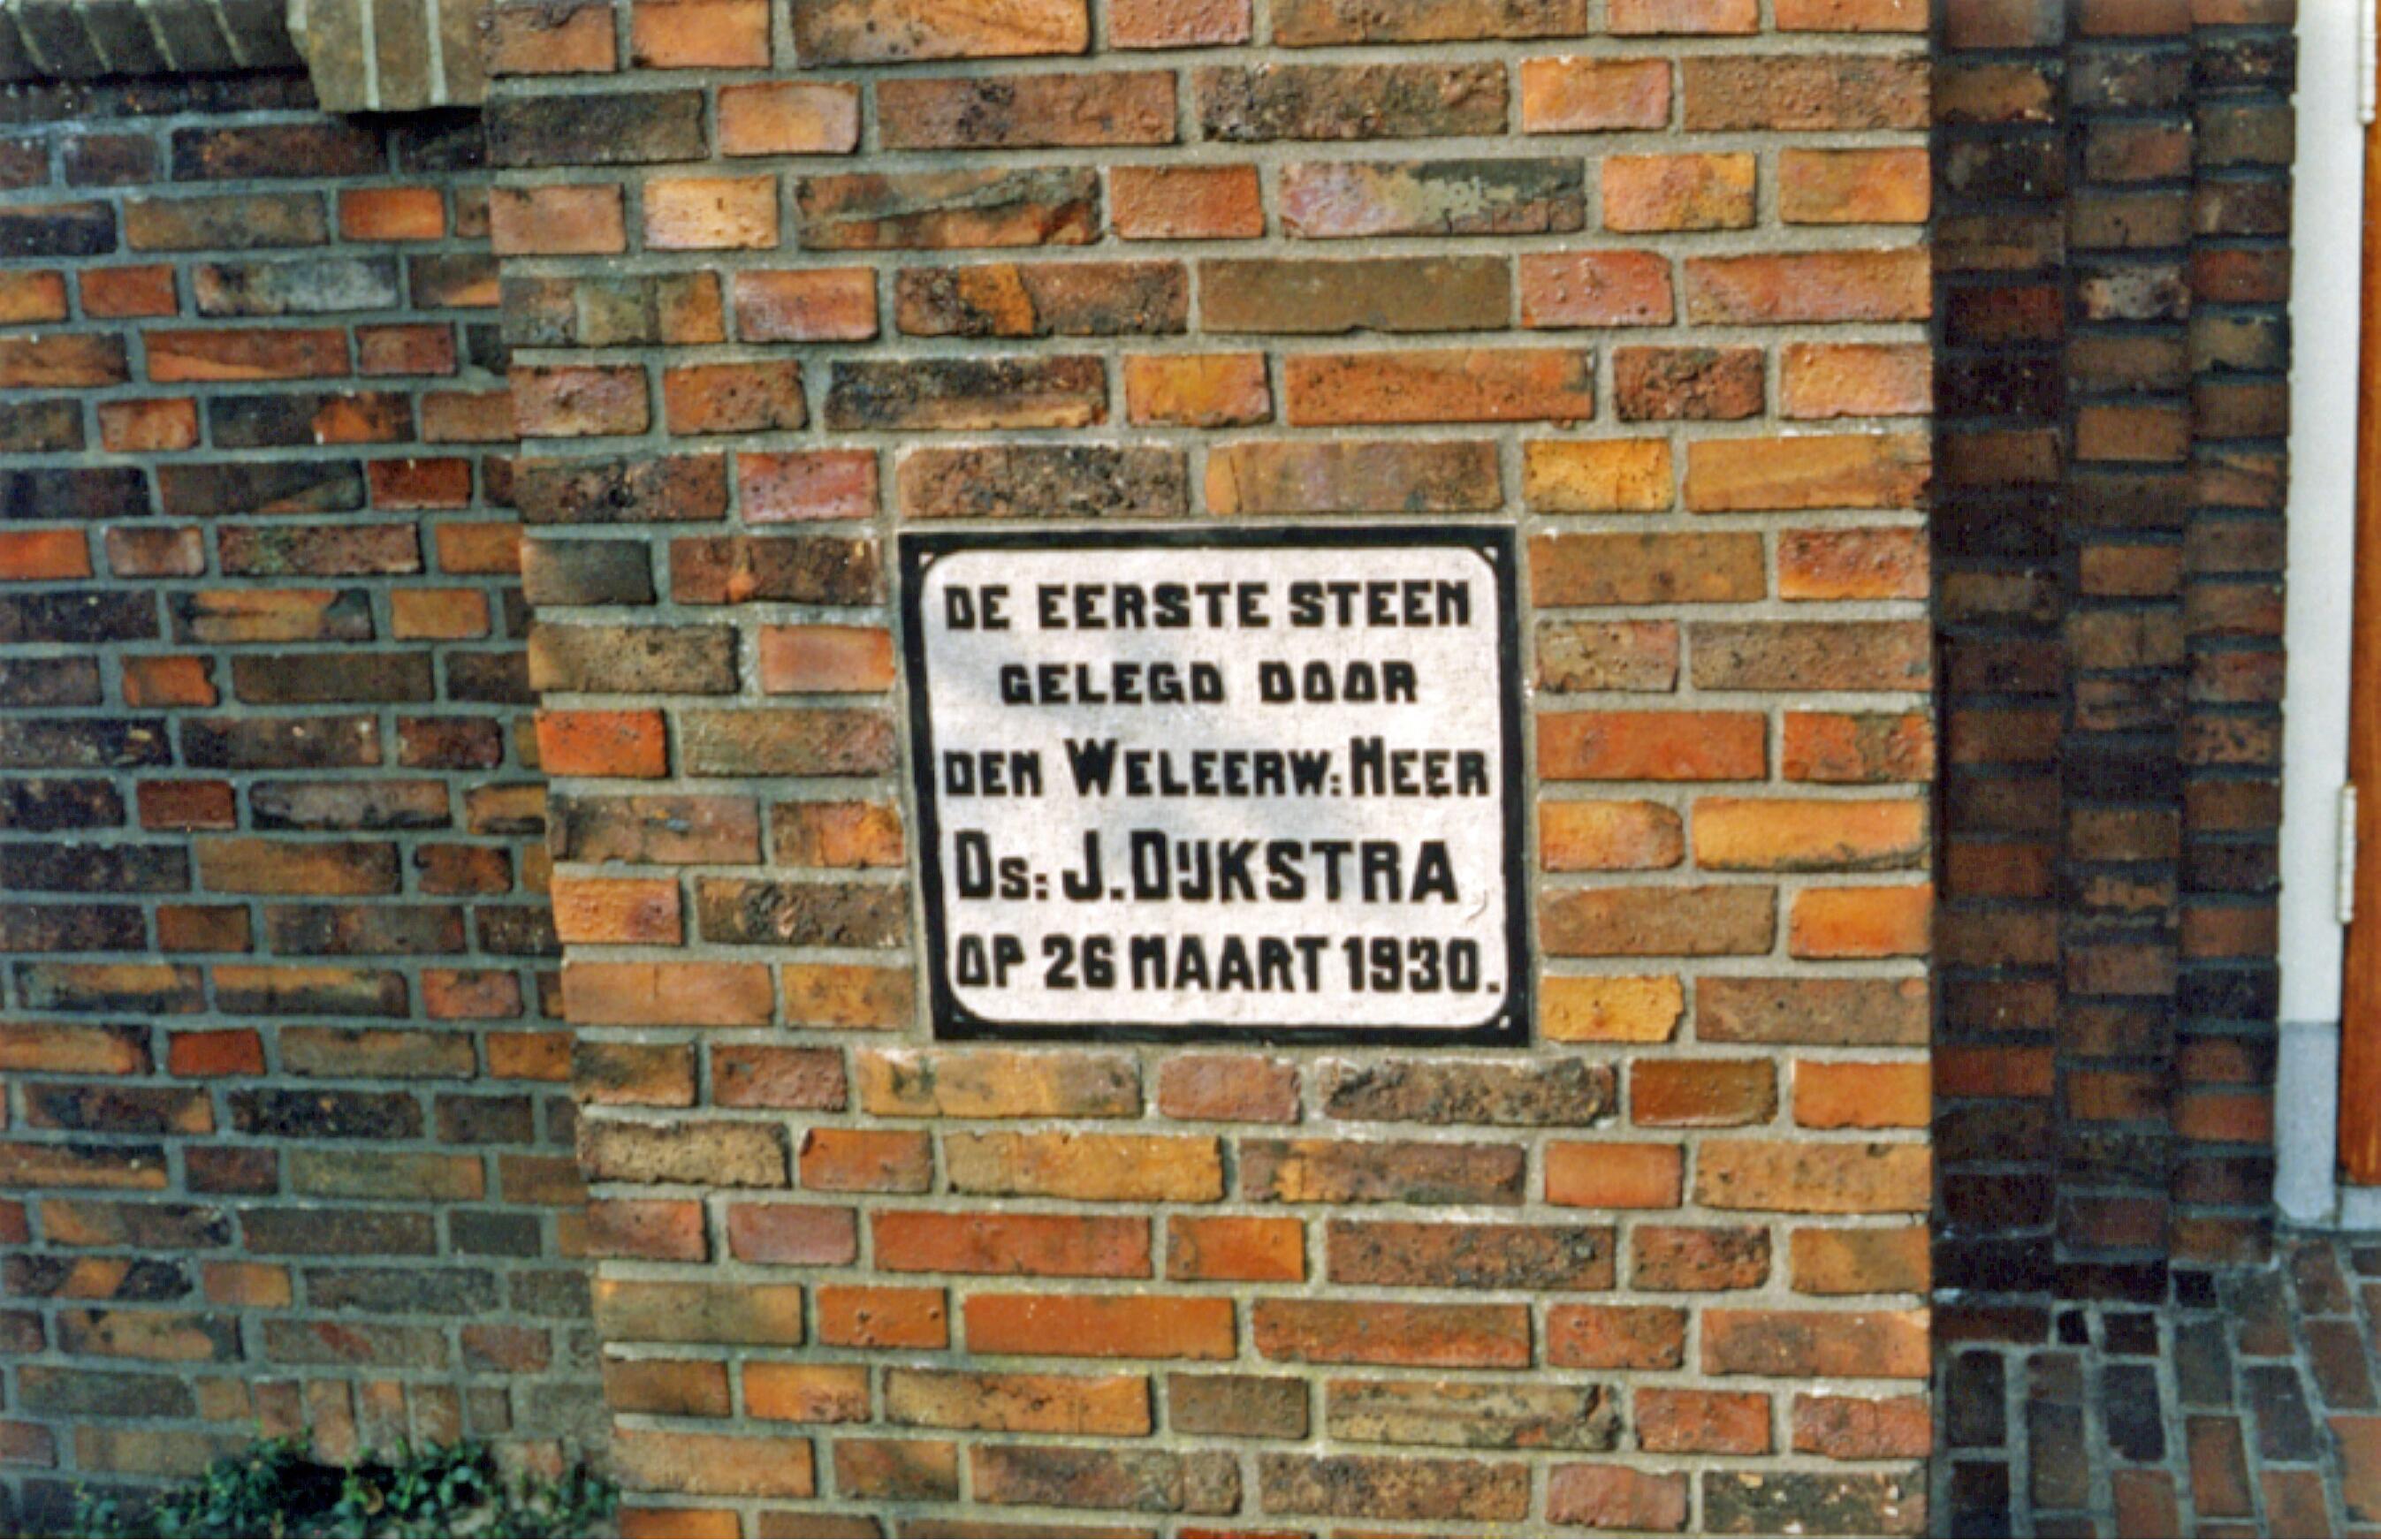 DE EERSTE STEEN
GELEGD DOOR
DEN WELEERW: HEER
DS: J. DIJKSTRA
OP 26 MAART 1930.